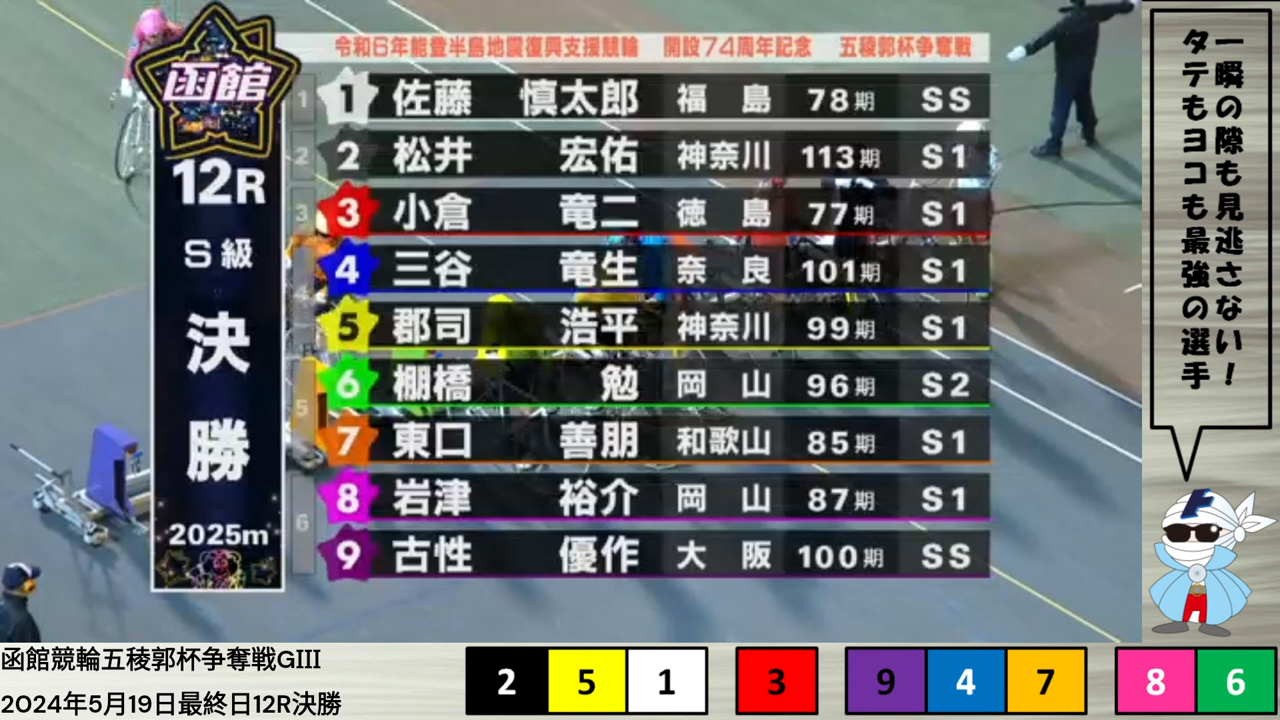 令和6年能登半島地震復興支援競輪 開設74周年記念 五稜郭杯争奪戦
函館
12R
S級
決
勝
2025m
1 1 佐藤 慎太郎 福島 78期 SS
2 2 松井 宏佑 神奈川 113期 S1
3 3 小倉 竜二 徳島 77期 S1
4 4 三谷 竜生 奈良 101期 S1
5 郡司 浩平 神奈川 99期 S1
5 6 棚橋 勉 岡山 96期 S2
7 東口 善朋 和歌山 85期 S1
6 8 岩津 裕介 岡山 87期 S1
9 古性 優作 大阪 100期 SS
一瞬の隙も見逃さない！
タテもヨコも最強の選手
F
函館競輪五稜郭杯争奪戦GIII
2024年5月19日最終日12R決勝
2 5 1 3 9 4 7 8 6